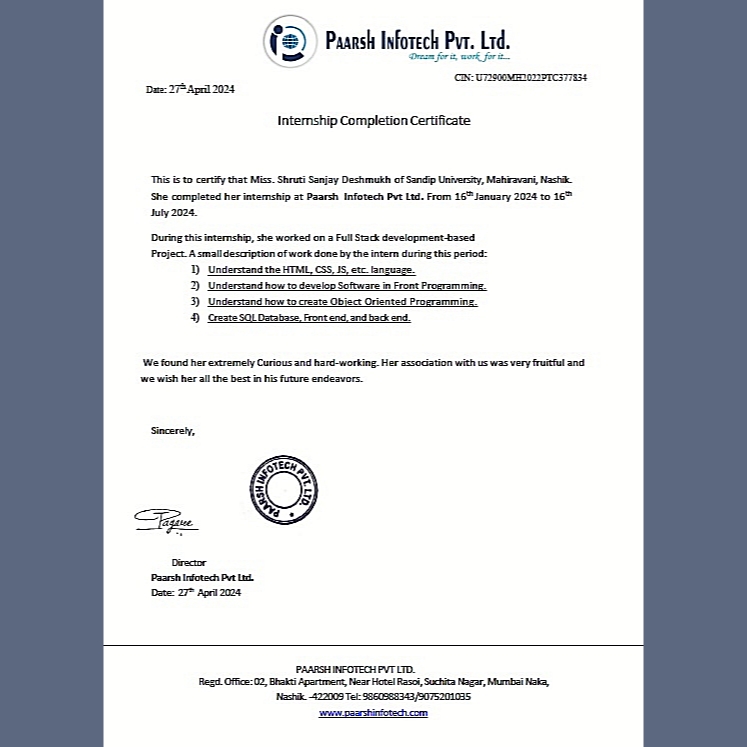 PAARSH INFOTECH PVT. LTD.
Dream for it, work for it...
CIN: U72900MH2022PTC377834
Date: 27th April 2024
Internship Completion Certificate
This is to certify that Miss. Shruti Sanjay Deshmukh of Sandip University, Mahiravani, Nashik.
She completed her internship at Paarsh Infotech Pvt Ltd. From 16th January 2024 to 16th
July 2024.
During this internship, she worked on a Full Stack development-based
Project. A small description of work done by the intern during this period:
1) Understand the HTML, CSS, JS, etc. language.
2) Understand how to develop Software in Front Programming.
3) Understand how to create Object Oriented Programming.
4) Create SQL Database, Front end, and back end.
We found her extremely Curious and hard-working. Her association with us was very fruitful and
we wish her all the best in his future endeavors.
Sincerely,
PAARSH INFOTECH PVT. LTD.
Pagare
Director
Paarsh Infotech Pvt Ltd.
Date: 27th April 2024
PAARSH INFOTECH PVT LTD.
Regd. Office: 02, Bhakti Apartment, Near Hotel Rasoi, Suchita Nagar, Mumbai Naka,
Nashik. -422009 Tel: 9860988343/9075201035
www.paarshinfotech.com